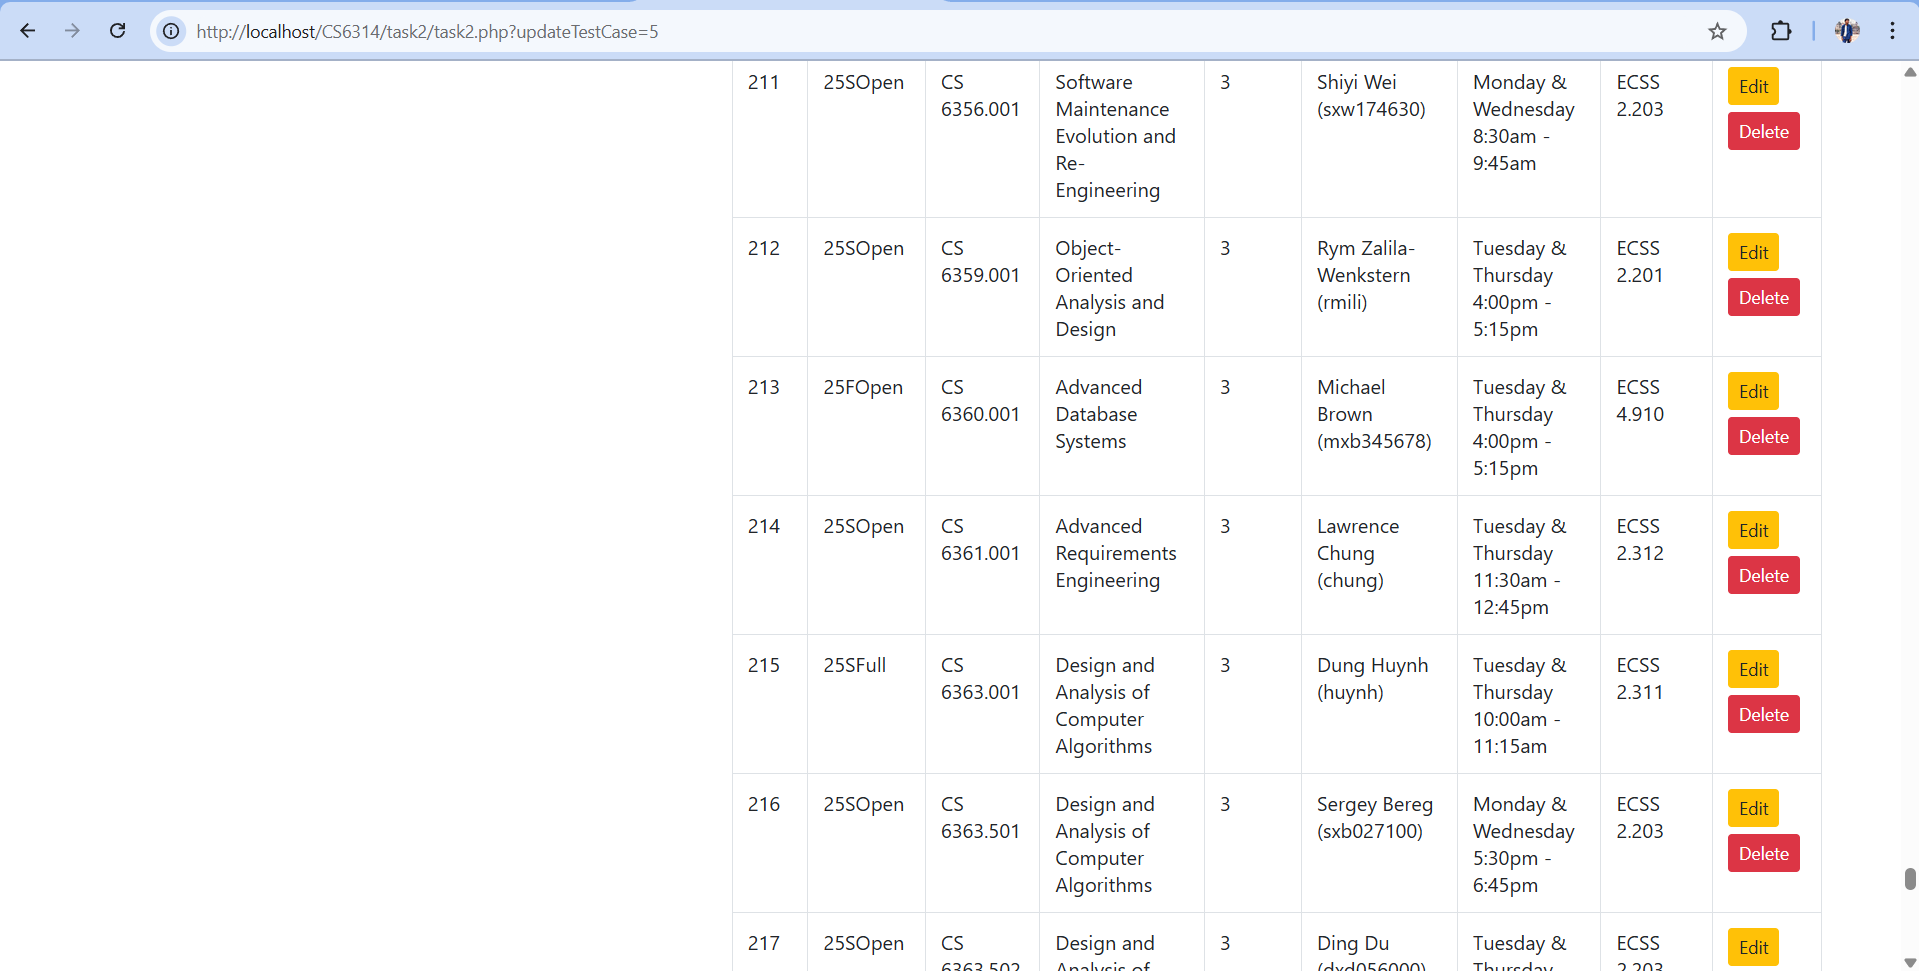 http://localhost/CS6314/task2/task2.php?updateTestCase=5
211 25SOpen CS 6356.001 Software Maintenance Evolution and Re-Engineering 3 Shiyi Wei (sxw174630) Monday & Wednesday 8:30am - 9:45am ECSS 2.203 Edit Delete
212 25SOpen CS 6359.001 Object-Oriented Analysis and Design 3 Rym Zalila-Wenkstern (rmili) Tuesday & Thursday 4:00pm - 5:15pm ECSS 2.201 Edit Delete
213 25FOpen CS 6360.001 Advanced Database Systems 3 Michael Brown (mxb345678) Tuesday & Thursday 4:00pm - 5:15pm ECSS 4.910 Edit Delete
214 25SOpen CS 6361.001 Advanced Requirements Engineering 3 Lawrence Chung (chung) Tuesday & Thursday 11:30am - 12:45pm ECSS 2.312 Edit Delete
215 25SFull CS 6363.001 Design and Analysis of Computer Algorithms 3 Dung Huynh (huynh) Tuesday & Thursday 10:00am - 11:15am ECSS 2.311 Edit Delete
216 25SOpen CS 6363.501 Design and Analysis of Computer Algorithms 3 Sergey Bereg (sxb027100) Monday & Wednesday 5:30pm - 6:45pm ECSS 2.203 Edit Delete
217 25SOpen CS 6363.502 Design and Analysis of 3 Ding Du (dxd056000) Tuesday & Thursday ECSS 2.203 Edit